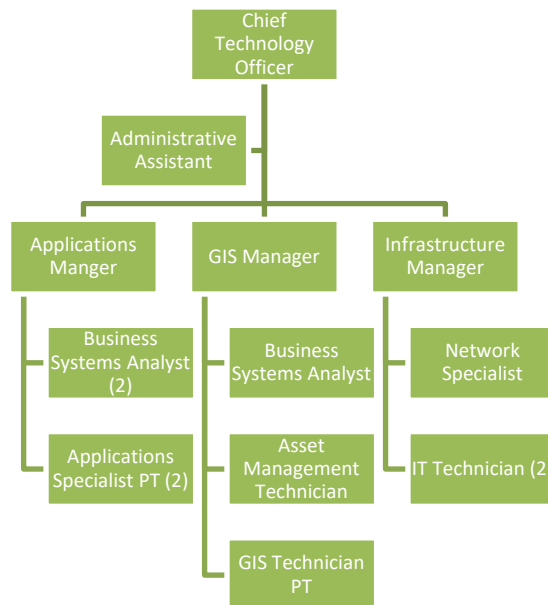 Chief
Technology
Officer
Administrative
Assistant
Applications
Manger
GIS Manager
Infrastructure
Manager
Business
Systems Analyst
(2)
Business
Systems Analyst
Network
Specialist
Applications
Specialist PT (2)
Asset
Management
Technician
IT Technician (2
GIS Technician
PT